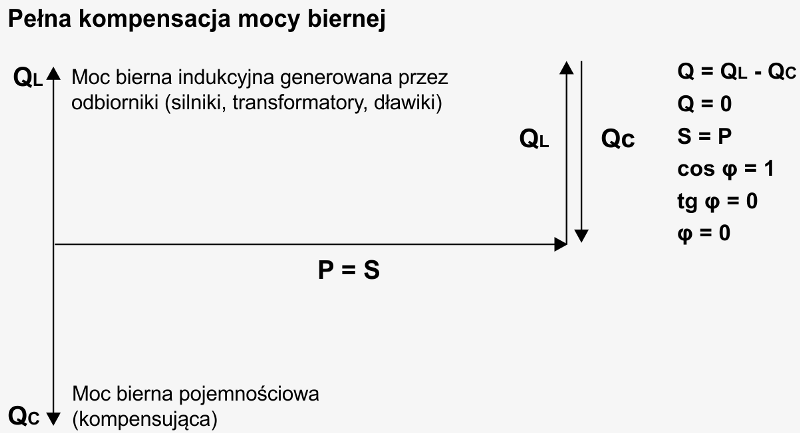 Pełna kompensacja mocy biernej
QL
Moc bierna indukcyjna generowana przez
odbiorniki (silniki, transformatory, dławiki)
QL
QC
Q = QL - QC
Q = 0
S = P
cos φ = 1
tg φ = 0
φ = 0
P = S
Moc bierna pojemnościowa
(kompensująca)
QC